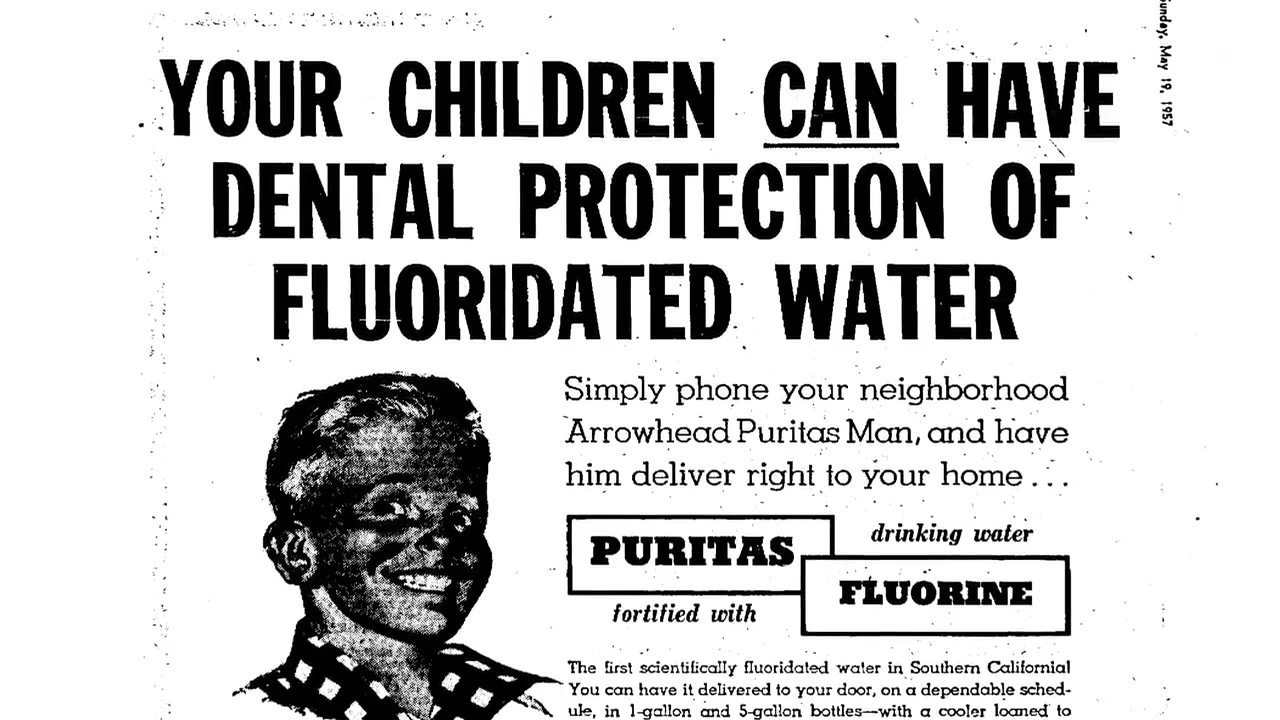 unday, May 19, 1957
YOUR CHILDREN CAN HAVE
DENTAL PROTECTION OF
FLUORIDATED WATER
Simply phone your neighborhood
Arrowhead Puritas Man, and have
him deliver right to your home . . .
PURITAS
drinking water
fortified with
FLUORINE
The first scientifically fluoridated water in Southern California!
You can have it delivered to your door, on a dependable sched-
ule, in 1-gallon and 5-gallon bottles—with a cooler loaned to